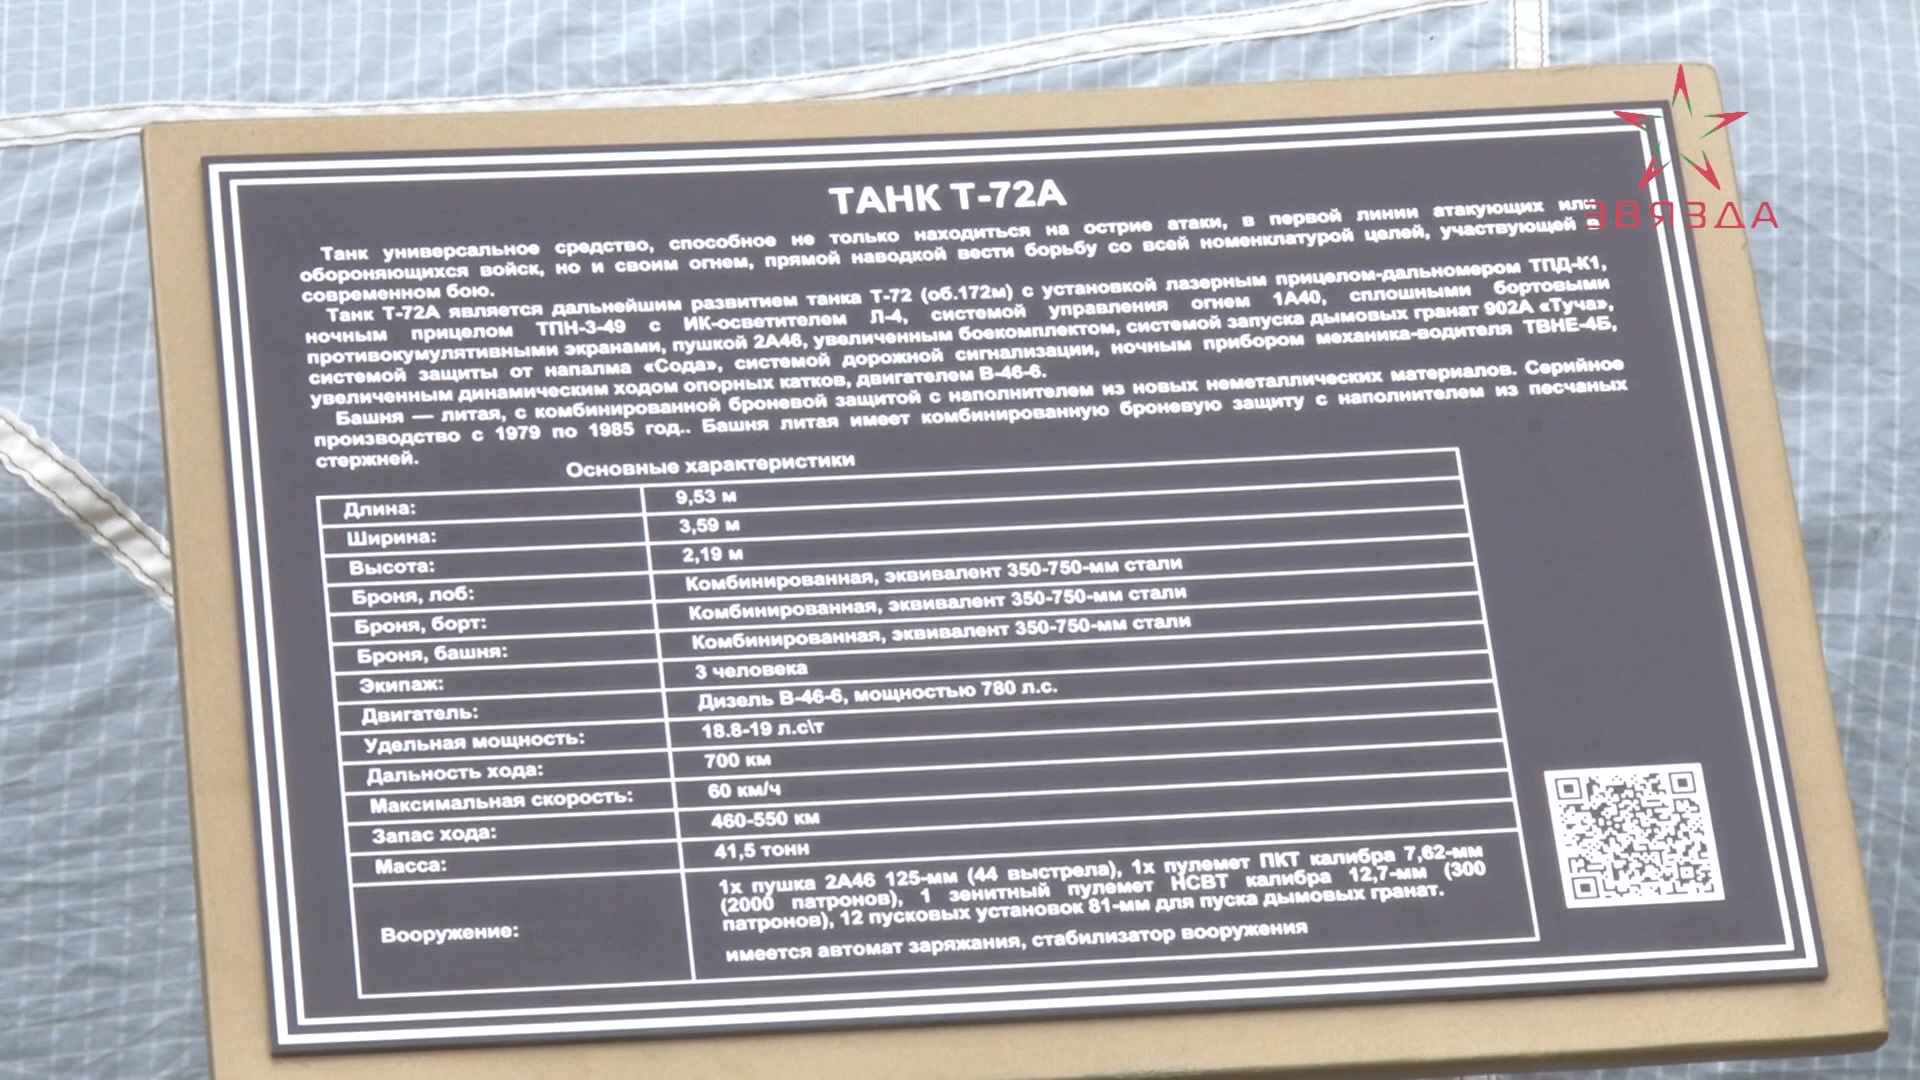 ТАНК Т-72А
ЗВЯЗДА
Танк универсальное средство, способное не только находиться на острие атаки, в первой линии атакующих или
обороняющихся войск, но и своим огнем, прямой наводкой вести борьбу со всей номенклатурой целей, участвующей в
современном бою.
Танк Т-72А является дальнейшим развитием танка Т-72 (об.172м) с установкой лазерным прицелом-дальномером ТПД-К1,
ночным прицелом ТПН-3-49 с ИК-осветителем Л-4, системой управления огнем 1А40, сплошными бортовыми
противокумулятивными экранами, пушкой 2А46, увеличенным боекомплектом, системой запуска дымовых гранат 902А «Туча»,
системой защиты от напалма «Сода», системой дорожной сигнализации, ночным прибором механика-водителя ТВНЕ-4Б,
увеличенным динамическим ходом опорных катков, двигателем В-46-6.
Башня — литая, с комбинированной броневой защитой с наполнителем из новых неметаллических материалов. Серийное
производство с 1979 по 1985 год.. Башня литая имеет комбинированную броневую защиту с наполнителем из песчаных
стержней.
Основные характеристики
Длина: 9,53 м
Ширина: 3,59 м
Высота: 2,19 м
Броня, лоб: Комбинированная, эквивалент 350-750-мм стали
Броня, борт: Комбинированная, эквивалент 350-750-мм стали
Броня, башня: Комбинированная, эквивалент 350-750-мм стали
Экипаж: 3 человека
Двигатель: Дизель В-46-6, мощностью 780 л.с.
Удельная мощность: 18.8-19 л.с\т
Дальность хода: 700 км
Максимальная скорость: 60 км/ч
Запас хода: 460-550 км
Масса: 41,5 тонн
Вооружение: 1х пушка 2А46 125-мм (44 выстрела), 1х пулемет ПКТ калибра 7,62-мм
(2000 патронов), 1 зенитный пулемет НСВТ калибра 12,7-мм (300
патронов), 12 пусковых установок 81-мм для пуска дымовых гранат.
имеется автомат заряжания, стабилизатор вооружения